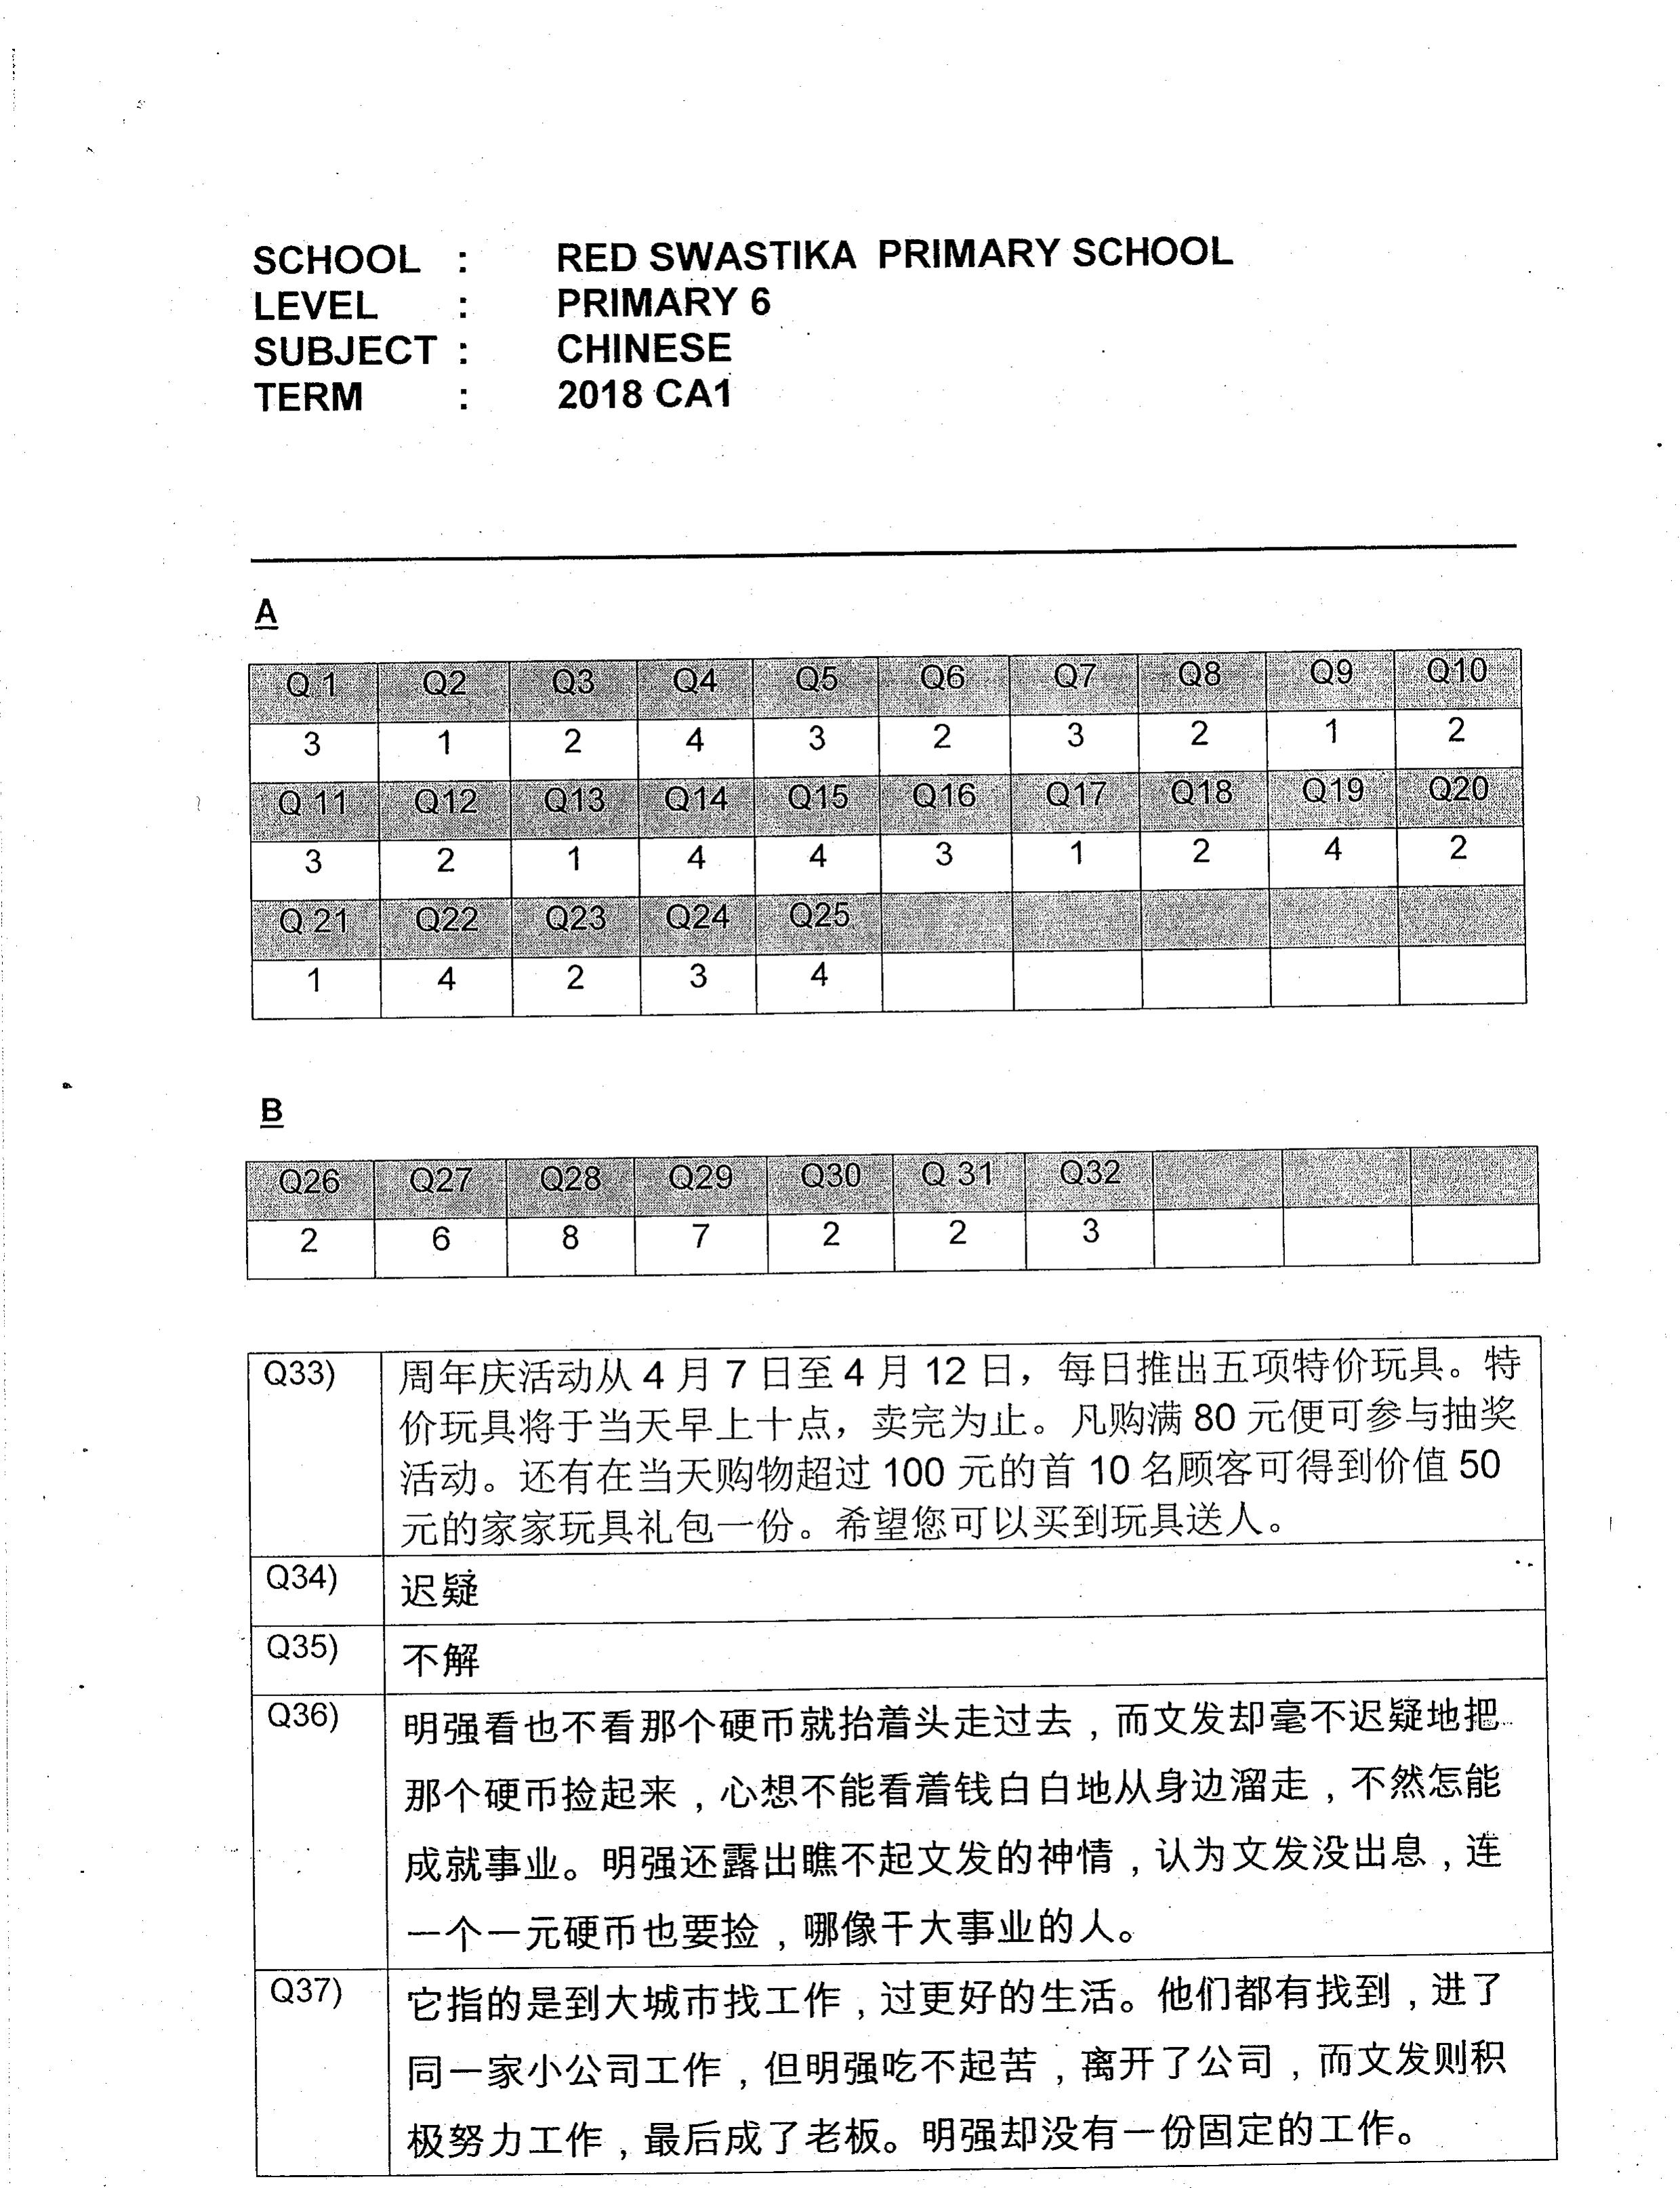 SCHOOL : RED SWASTIKA PRIMARY SCHOOL
LEVEL : PRIMARY 6
SUBJECT : CHINESE
TERM : 2018 CA1
A
Q 1 Q2 Q3 Q4 Q5 Q6 Q7 Q8 Q9 Q10
3 1 2 4 3 2 3 2 1 2
Q 11 Q12 Q13 Q14 Q15 Q16 Q17 Q18 Q19 Q20
3 2 1 4 4 3 1 2 4 2
Q 21 Q22 Q23 Q24 Q25
1 4 2 3 4
B
Q26 Q27 Q28 Q29 Q30 Q 31 Q32
2 6 8 7 2 2 3
Q33) 周年庆活动从 4 月 7 日至 4 月 12 日，每日推出五项特价玩具。特
价玩具将于当天早上十点，卖完为止。凡购满 80 元便可参与抽奖
活动。还有在当天购物超过 100 元的首 10 名顾客可得到价值 50
元的家家玩具礼包一份。希望您可以买到玩具送人。
Q34) 迟疑
Q35) 不解
Q36) 明强看也不看那个硬币就抬着头走过去，而文发却毫不迟疑地把
那个硬币捡起来，心想不能看着钱白白地从身边溜走，不然怎能
成就事业。明强还露出瞧不起文发的神情，认为文发没出息，连
一个一元硬币也要捡，哪像干大事业的人。
Q37) 它指的是到大城市找工作，过更好的生活。他们都有找到，进了
同一家小公司工作，但明强吃不起苦，离开了公司，而文发则积
极努力工作，最后成了老板。明强却没有一份固定的工作。